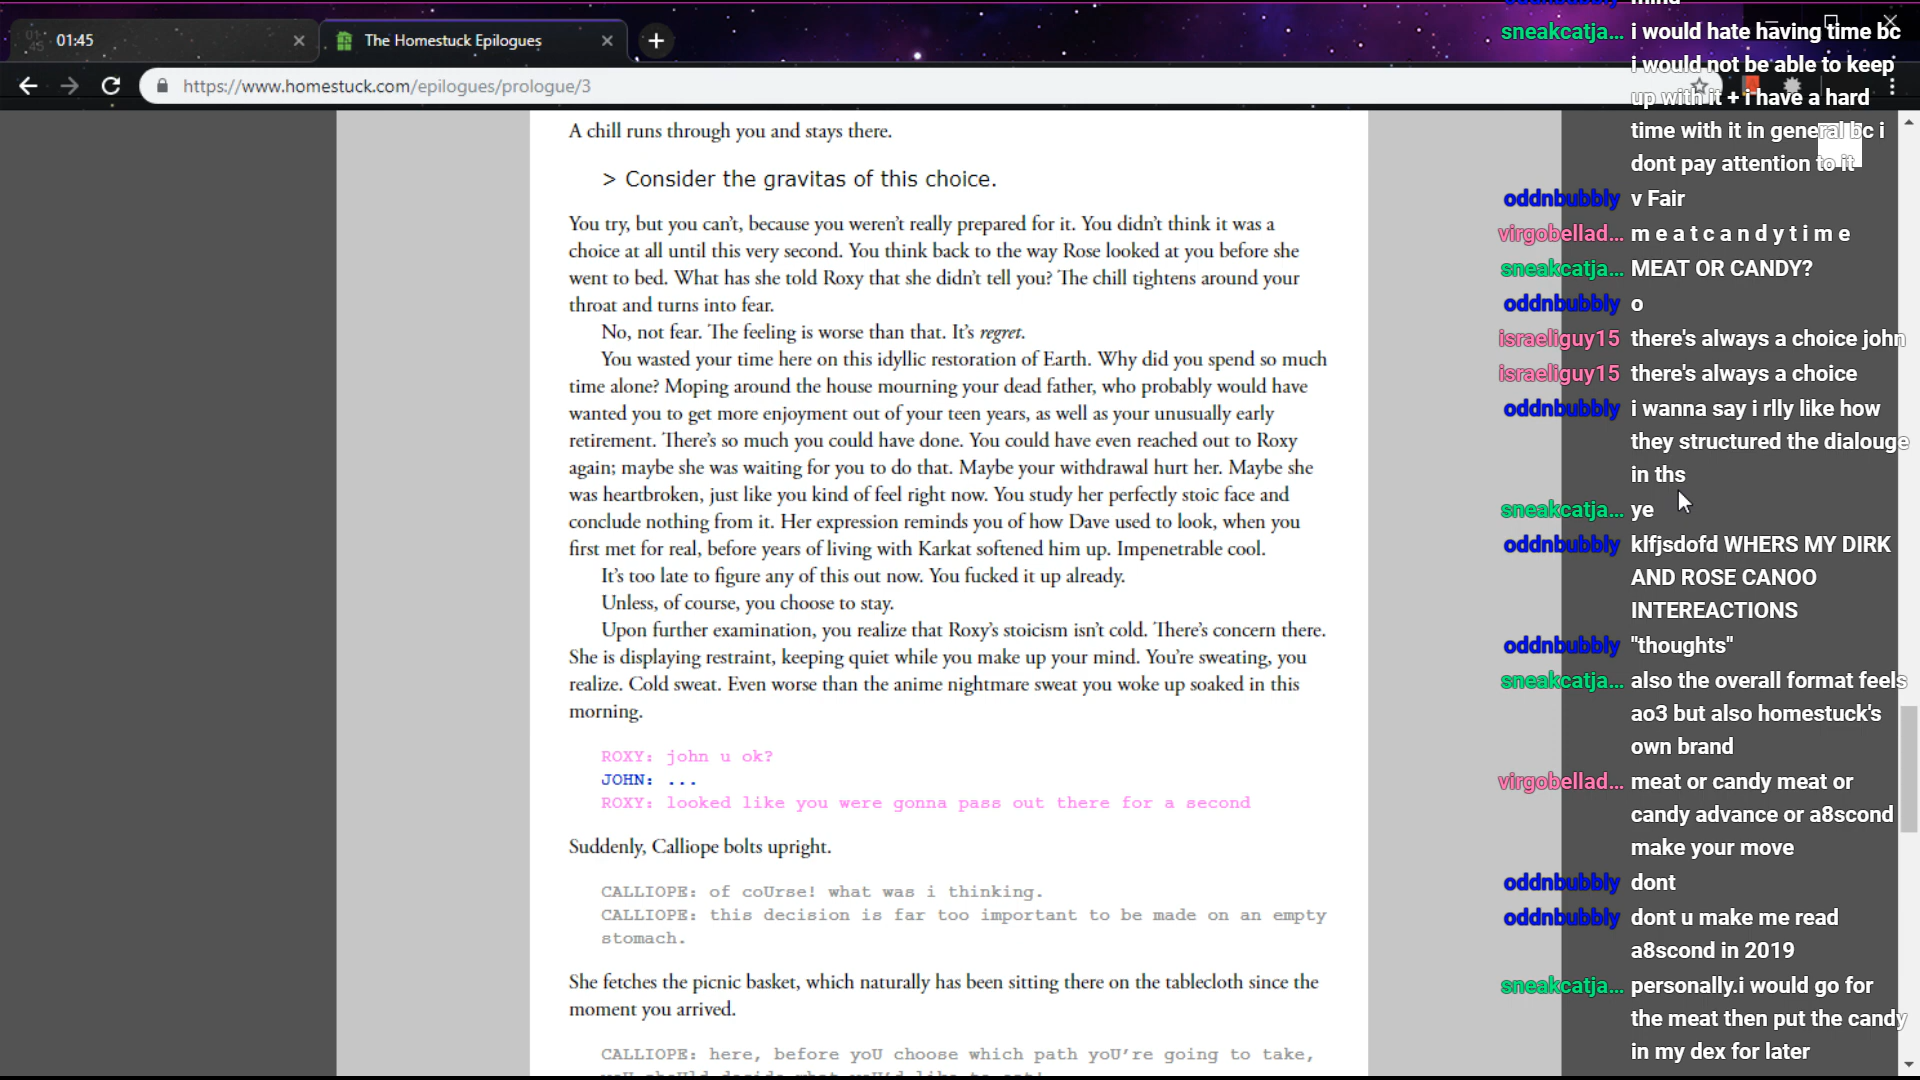 01:45
The Homestuck Epilogues
https://www.homestuck.com/epilogues/prologue/3
A chill runs through you and stays there.
> Consider the gravitas of this choice.
You try, but you can't, because you weren't really prepared for it. You didn't think it was a
choice at all until this very second. You think back to the way Rose looked at you before she
went to bed. What has she told Roxy that she didn't tell you? The chill tightens around your
throat and turns into fear.
No, not fear. The feeling is worse than that. It's regret.
You wasted your time here on this idyllic restoration of Earth. Why did you spend so much
time alone? Moping around the house mourning your dead father, who probably would have
wanted you to get more enjoyment out of your teen years, as well as your unusually early
retirement. There's so much you could have done. You could have even reached out to Roxy
again; maybe she was waiting for you to do that. Maybe your withdrawal hurt her. Maybe she
was heartbroken, just like you kind of feel right now. You study her perfectly stoic face and
conclude nothing from it. Her expression reminds you of how Dave used to look, when you
first met for real, before years of living with Karkat softened him up. Impenetrable cool.
It's too late to figure any of this out now. You fucked it up already.
Unless, of course, you choose to stay.
Upon further examination, you realize that Roxy's stoicism isn't cold. There's concern there.
She is displaying restraint, keeping quiet while you make up your mind. You're sweating, you
realize. Cold sweat. Even worse than the anime nightmare sweat you woke up soaked in this
morning.
ROXY: john u ok?
JOHN: ...
ROXY: looked like you were gonna pass out there for a second
Suddenly, Calliope bolts upright.
CALLIOPE: of coUrse! what was i thinking.
CALLIOPE: this decision is far too important to be made on an empty
stomach.
She fetches the picnic basket, which naturally has been sitting there on the tablecloth since the
moment you arrived.
CALLIOPE: here, before yoU choose which path yoU're going to take,
oddnbubbly mind
sneakcatja... i would hate having time bc
i would not be able to keep
up with it + i have a hard
time with it in general bc i
dont pay attention to it
oddnbubbly v Fair
virgobellad... m e a t c a n d y t i m e
sneakcatja... MEAT OR CANDY?
oddnbubbly o
israeliguy15 there's always a choice john
israeliguy15 there's always a choice
oddnbubbly i wanna say i rlly like how
they structured the dialouge
in ths
sneakcatja... ye
oddnbubbly klfjsdofd WHERS MY DIRK
AND ROSE CANOO
INTEREACTIONS
oddnbubbly "thoughts"
sneakcatja... also the overall format feels
ao3 but also homestuck's
own brand
virgobellad... meat or candy meat or
candy advance or a8scond
make your move
oddnbubbly dont
oddnbubbly dont u make me read
a8scond in 2019
sneakcatja... personally.i would go for
the meat then put the candy
in my dex for later